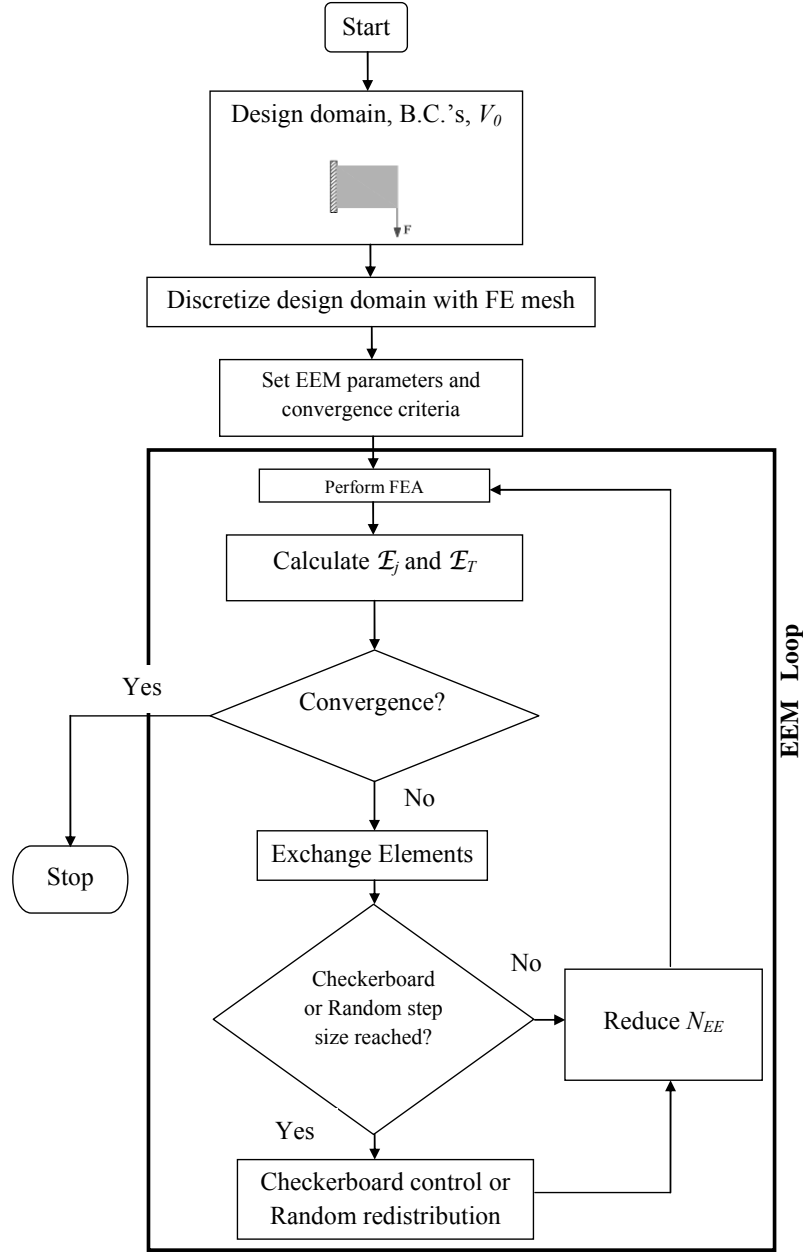 Start
Design domain, B.C.'s, V₀
F
Discretize design domain with FE mesh
Set EEM parameters and
convergence criteria
Perform FEA
Calculate ℰⱼ and ℰ_T
Convergence?
Yes
No
Stop
Exchange Elements
Checkerboard
or Random step
size reached?
No
Reduce N_EE
Yes
Checkerboard control or
Random redistribution
EEM Loop